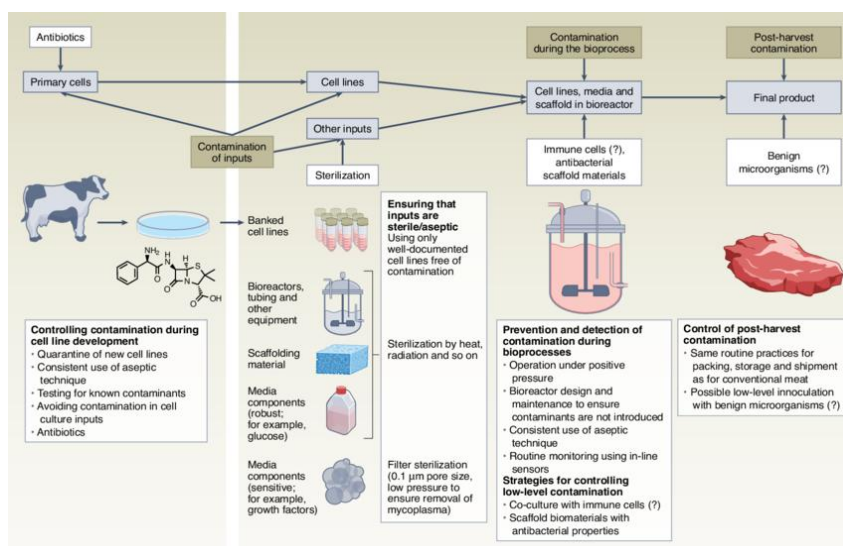 Antibiotics
Primary cells
Contamination
of inputs
Cell lines
Other inputs
Sterilization
Contamination
during the bioprocess
Cell lines, media and
scaffold in bioreactor
Immune cells (?),
antibacterial
scaffold materials
Post-harvest
contamination
Final product
Benign
microorganisms (?)
NH₂
H
N
H
S
O
N
O
O
OH
Controlling contamination during
cell line development
· Quarantine of new cell lines
· Consistent use of aseptic
technique
· Testing for known contaminants
· Avoiding contamination in cell
culture inputs
· Antibiotics
Banked
cell lines
Bioreactors,
tubing and
other
equipment
Scaffolding
material
Media
components
(robust;
for example,
glucose)
Media
components
(sensitive;
for example,
growth factors)
Ensuring that
inputs are
sterile/aseptic
Using only
well-documented
cell lines free of
contamination
Sterilization by heat,
radiation and so on
Filter sterilization
(0.1 µm pore size,
low pressure to
ensure removal of
mycoplasma)
Prevention and detection of
contamination during
bioprocesses
· Operation under positive
pressure
· Bioreactor design and
maintenance to ensure
contaminants are not introduced
· Consistent use of aseptic
technique
· Routine monitoring using in-line
sensors
Strategies for controlling
low-level contamination
· Co-culture with immune cells (?)
· Scaffold biomaterials with
antibacterial properties
Control of post-harvest
contamination
· Same routine practices for
packing, storage and shipment
as for conventional meat
· Possible low-level innoculation
with benign microorganisms (?)